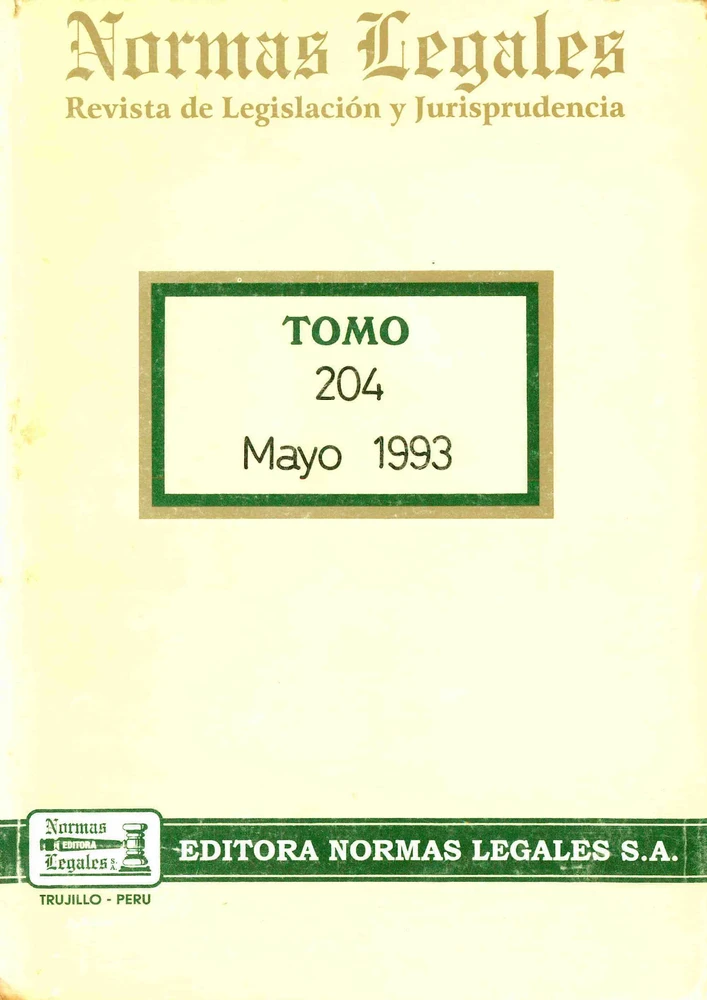 Normas Legales
Revista de Legislación y Jurisprudencia
TOMO
204
Mayo 1993
Normas
EDITORA
Legales S.A.
EDITORA NORMAS LEGALES S.A.
TRUJILLO - PERU